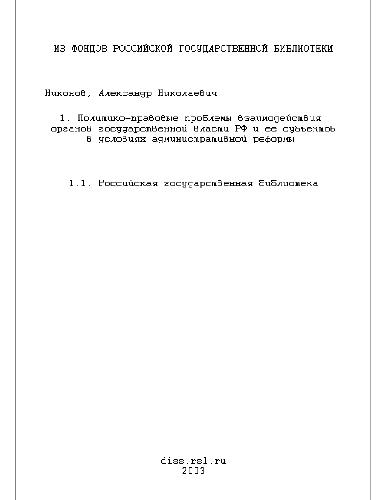 ИЗ ФОНДОВ РОССИЙСКОЙ ГОСУДАРСТВЕННОЙ БИБЛИОТЕКИ
Никонов, Александр Николаевич
1. Политико-правовые проблемы взаимодействия
органов государственной власти РФ и ее субъектов
в условиях административной реформы
1.1. Российская государственная библиотека
diss.rsl.ru
2003